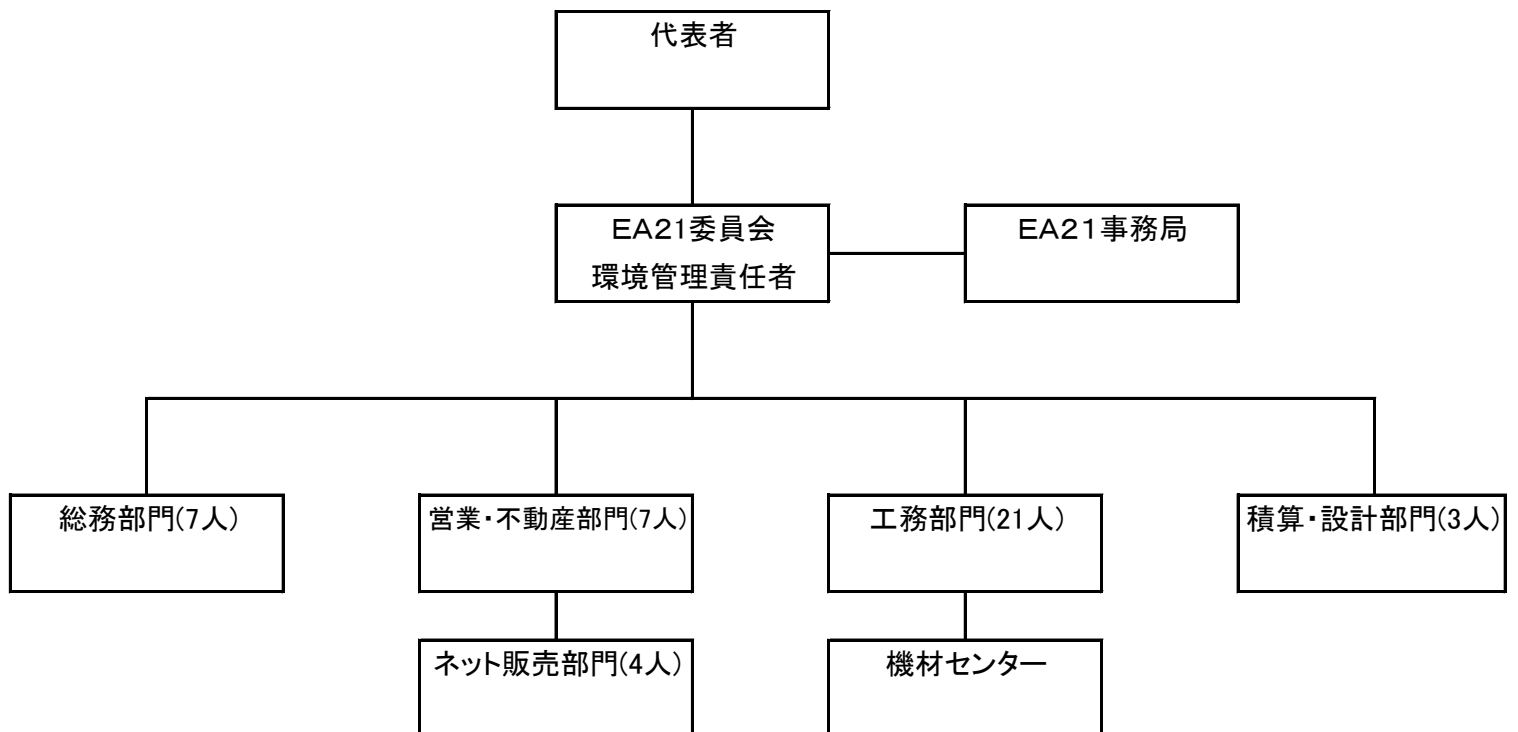 代表者
EA21委員会
環境管理責任者
EA21事務局
総務部門(7人)
営業・不動産部門(7人)
工務部門(21人)
積算・設計部門(3人)
ネット販売部門(4人)
機材センター